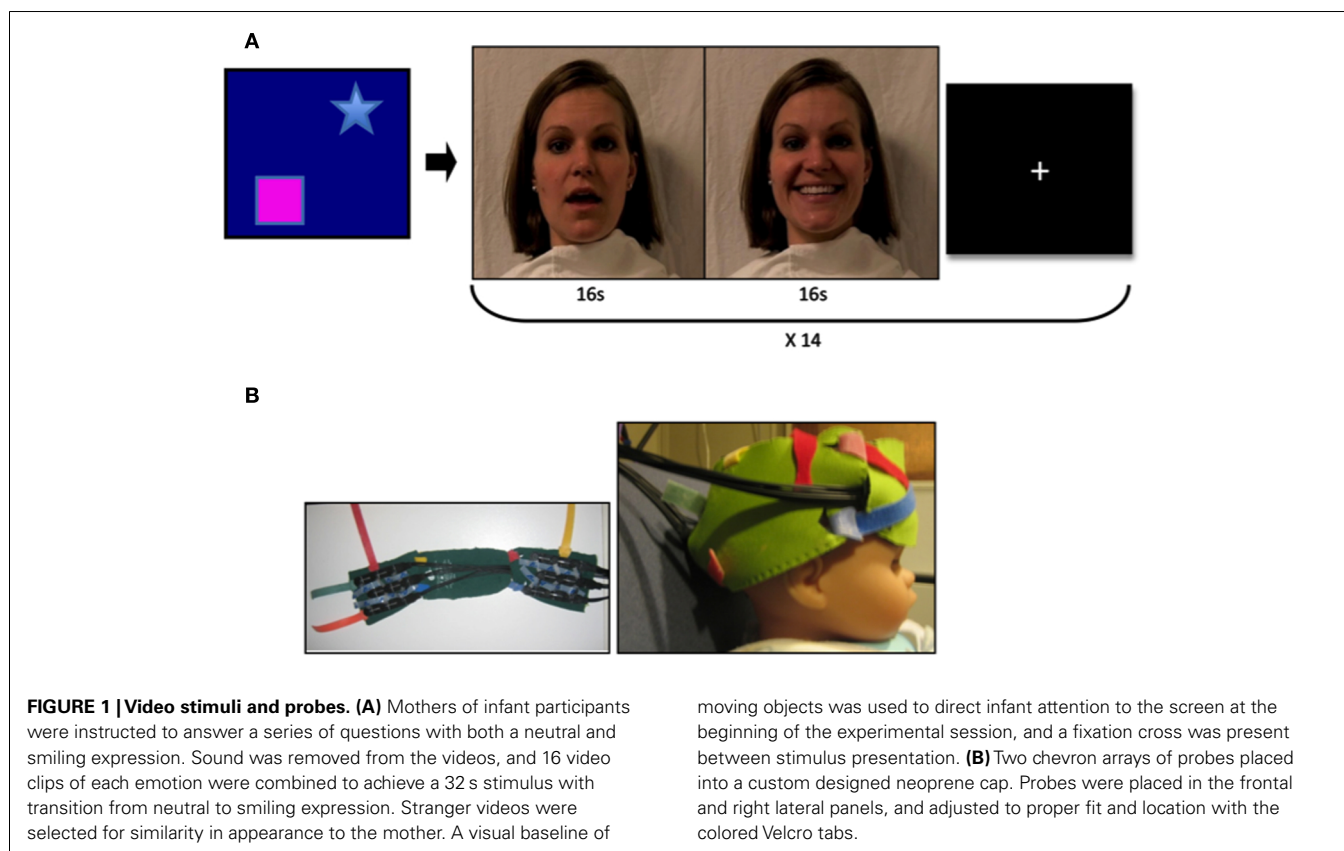 A
16s
16s
X 14
B
FIGURE 1 | Video stimuli and probes. (A) Mothers of infant participants
were instructed to answer a series of questions with both a neutral and
smiling expression. Sound was removed from the videos, and 16 video
clips of each emotion were combined to achieve a 32 s stimulus with
transition from neutral to smiling expression. Stranger videos were
selected for similarity in appearance to the mother. A visual baseline of
moving objects was used to direct infant attention to the screen at the
beginning of the experimental session, and a fixation cross was present
between stimulus presentation. (B) Two chevron arrays of probes placed
into a custom designed neoprene cap. Probes were placed in the frontal
and right lateral panels, and adjusted to proper fit and location with the
colored Velcro tabs.